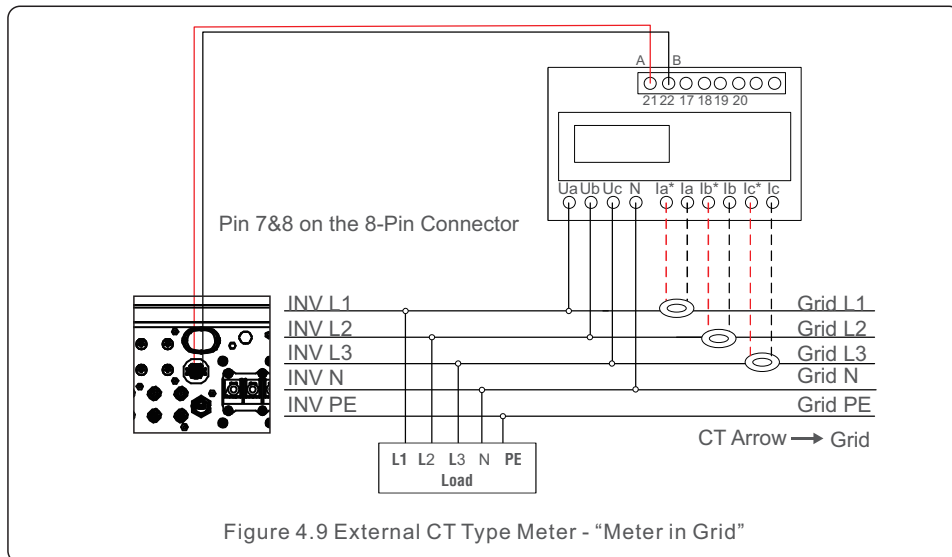 A B
21 22 17 18 19 20
Ua Ub Uc N Ia* Ia Ib* Ib Ic* Ic
Pin 7&8 on the 8-Pin Connector
INV L1 Grid L1
INV L2 Grid L2
INV L3 Grid L3
INV N Grid N
INV PE Grid PE
CT Arrow → Grid
L1 L2 L3 N PE
Load
Figure 4.9 External CT Type Meter - “Meter in Grid”